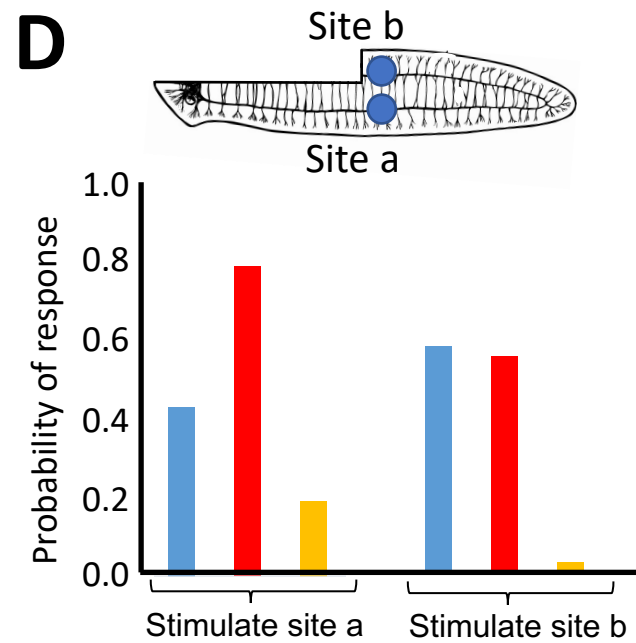 D
Site b
Site a
Probability of response
1.0
0.8
0.6
0.4
0.2
0.0
Stimulate site a
Stimulate site b